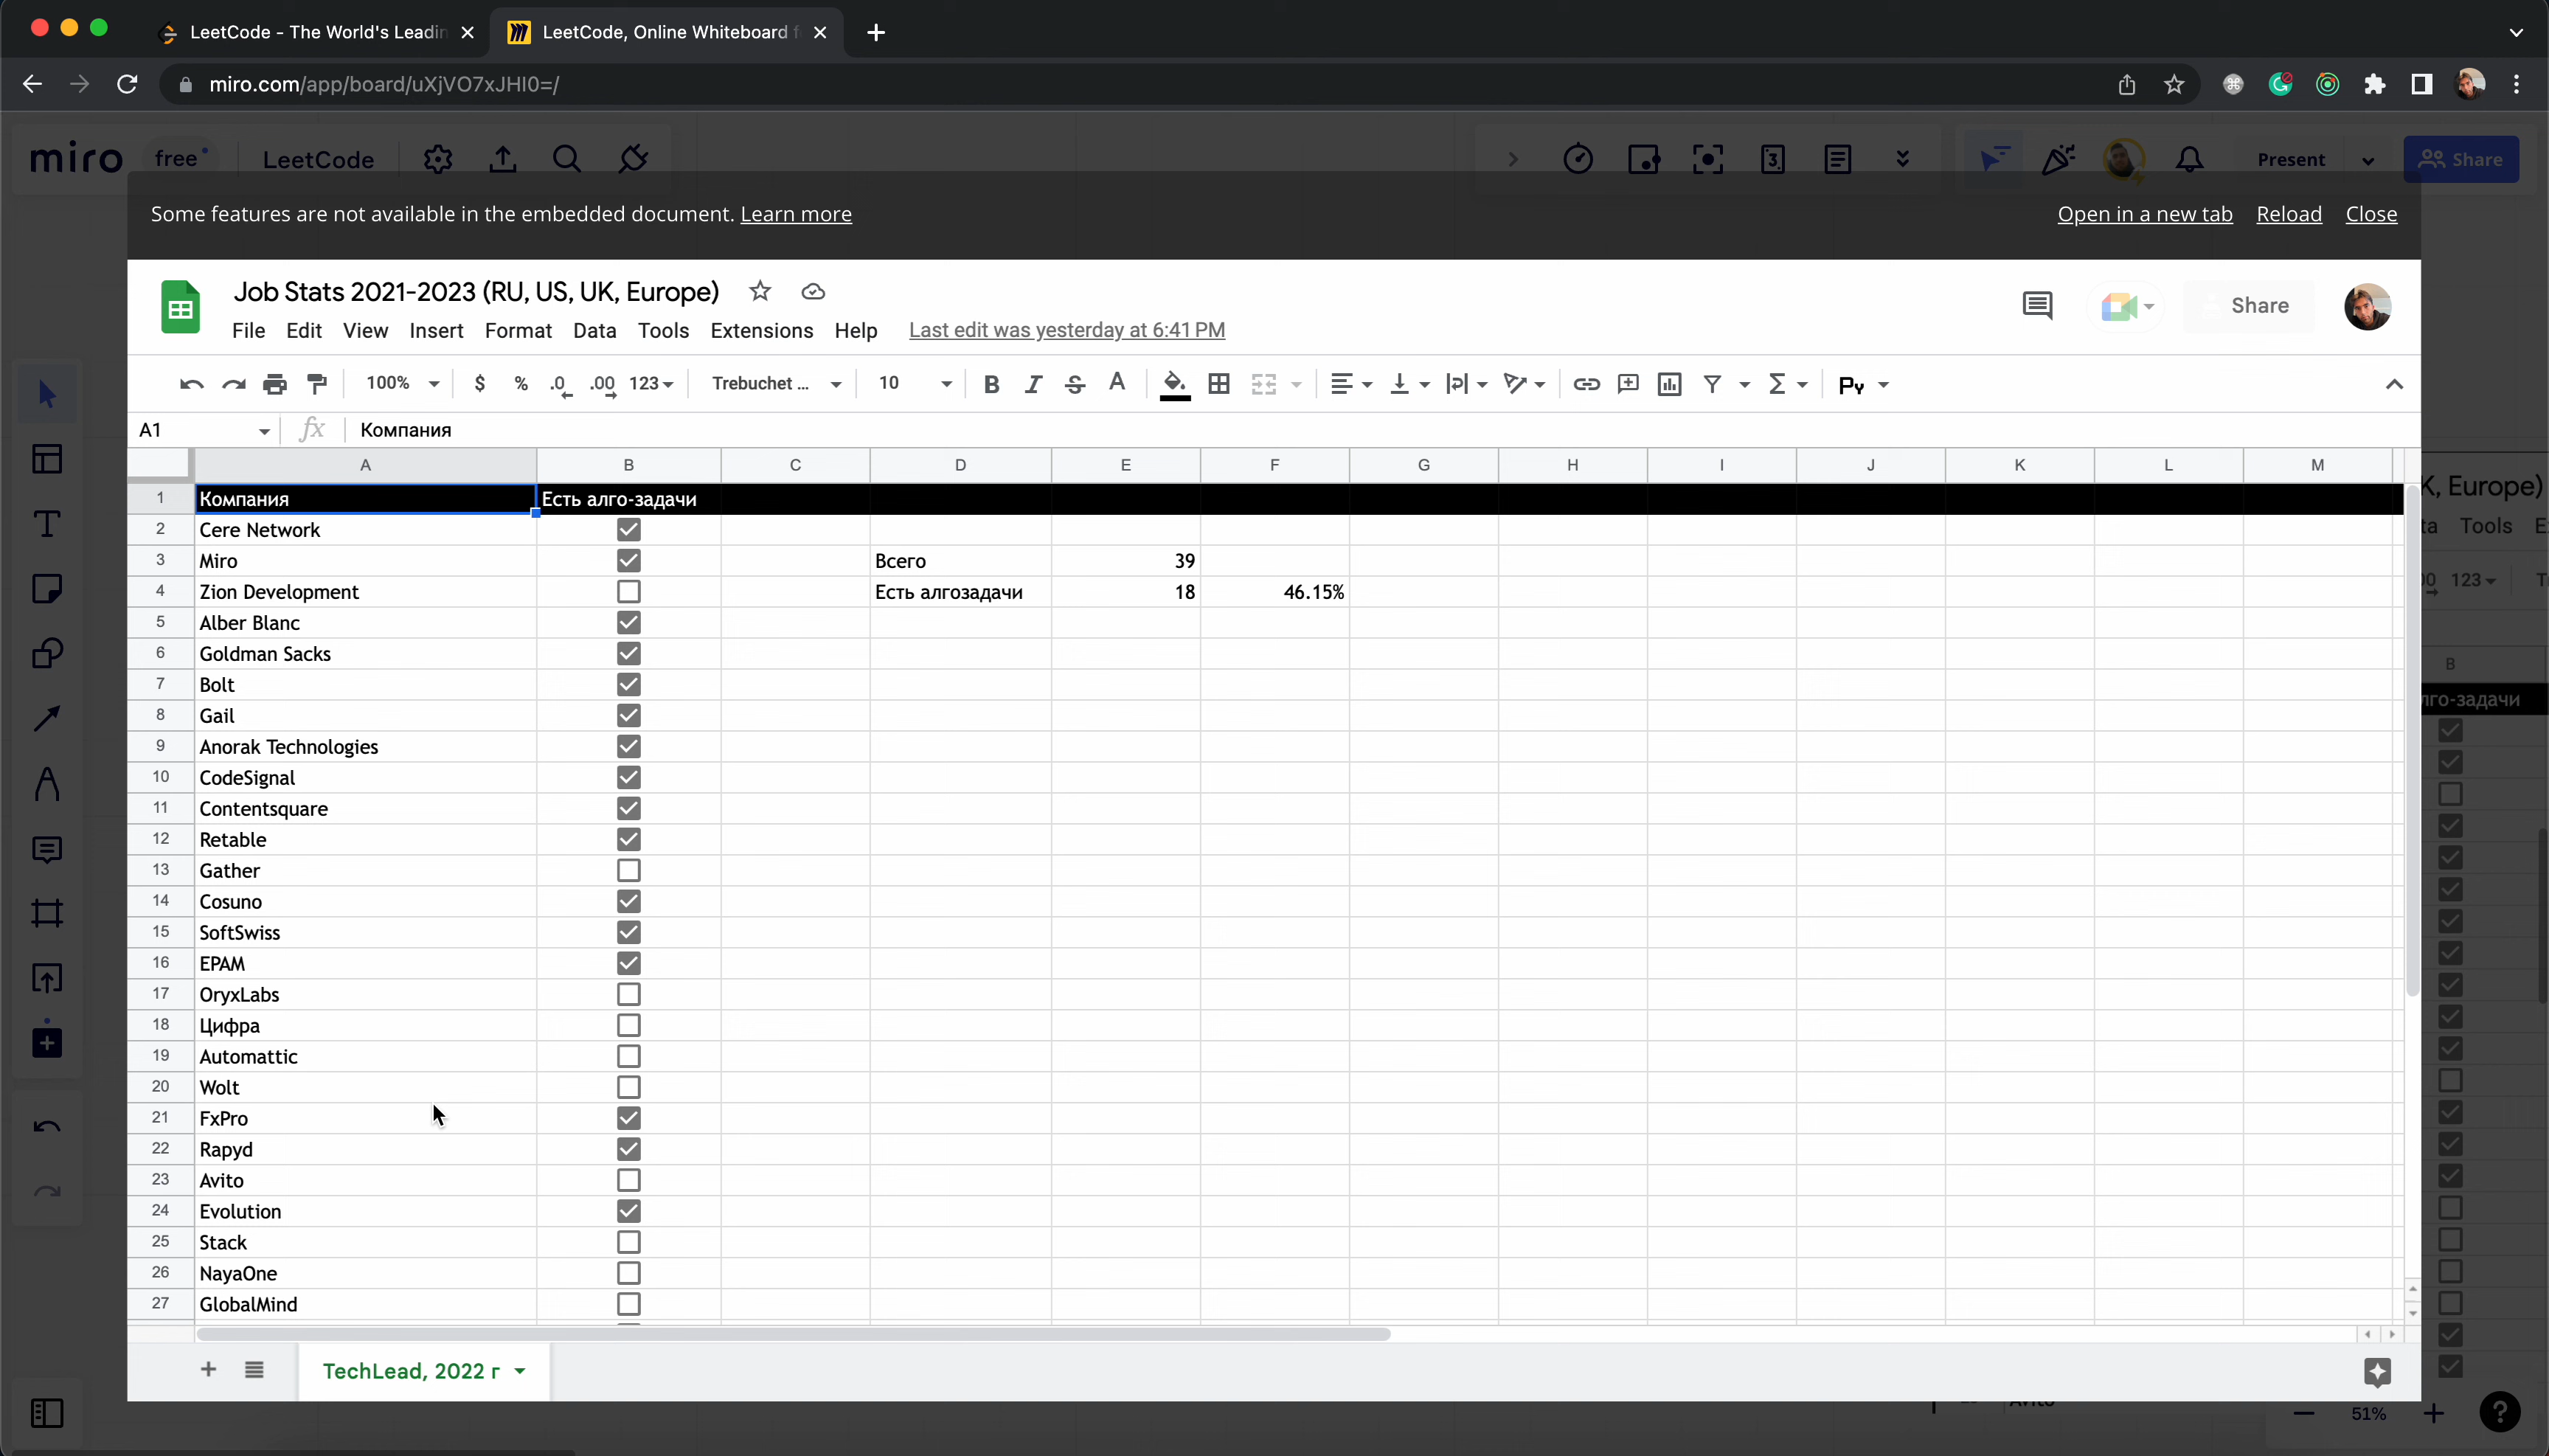 LeetCode - The World's Leadin
LeetCode, Online Whiteboard f
miro.com/app/board/uXjVO7xJHI0=/
miro free LeetCode
Present Share
Some features are not available in the embedded document. Learn more
Open in a new tab Reload Close
Job Stats 2021-2023 (RU, US, UK, Europe)
File Edit View Insert Format Data Tools Extensions Help Last edit was yesterday at 6:41 PM
Share
100% $ % .0 .00 123 Trebuchet ... 10 B I S A Σ Py
A1 fx Компания
A B C D E F G H I J K L M
1 Компания Есть алго-задачи
2 Cere Network
3 Miro Всего 39
4 Zion Development Есть алгозадачи 18 46.15%
5 Alber Blanc
6 Goldman Sacks
7 Bolt
8 Gail
9 Anorak Technologies
10 CodeSignal
11 Contentsquare
12 Retable
13 Gather
14 Cosuno
15 SoftSwiss
16 EPAM
17 OryxLabs
18 Цифра
19 Automattic
20 Wolt
21 FxPro
22 Rapyd
23 Avito
24 Evolution
25 Stack
26 NayaOne
27 GlobalMind
TechLead, 2022 г
K, Europe)
ta Tools E
00 123
B
лго-задачи
51%